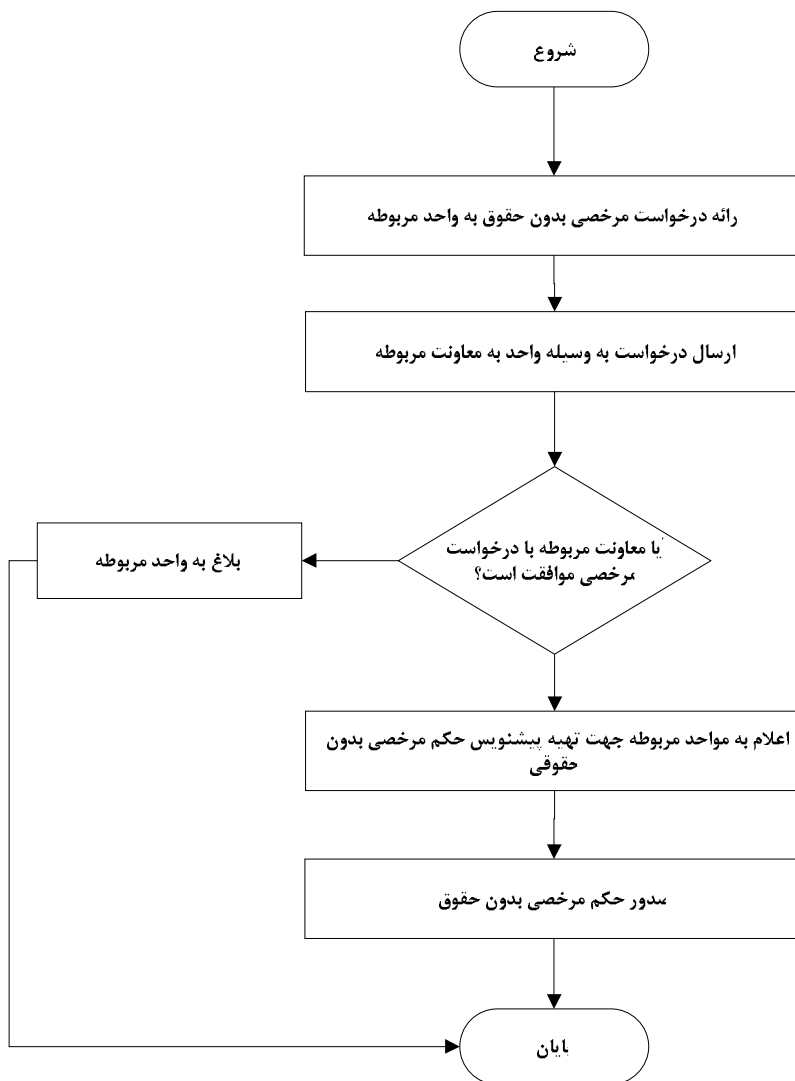 شروع
رائه درخواست مرخصی بدون حقوق به واحد مربوطه
ارسال درخواست به وسیله واحد به معاونت مربوطه
یا معاونت مربوطه با درخواست
مرخصی موافقت است؟
بلاغ به واحد مربوطه
اعلام به مواحد مربوطه جهت تهیه پیشنویس حکم مرخصی بدون
حقوقی
صدور حکم مرخصی بدون حقوق
پایان